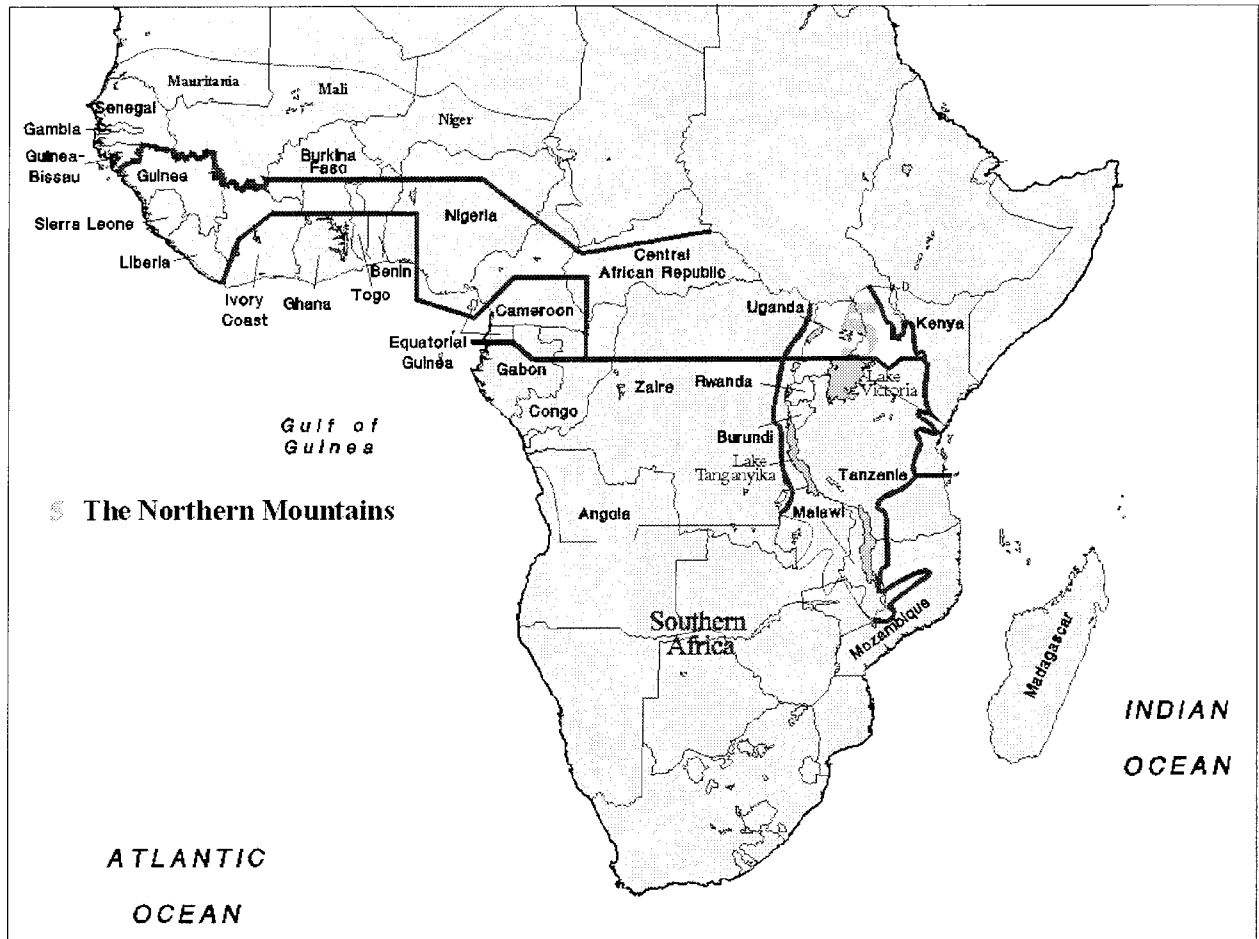 Mauritania
Mali
Niger
Senegal
Gambia
Guinea-
Bissau
Guinea
Burkina
Faso
Sierra Leone
Liberia
Nigeria
Benin
Togo
Ivory
Coast
Ghana
Central
African Republic
Cameroon
Uganda
Kenya
Equatorial
Guinea
Gabon
Zaire
Rwanda
Lake
Victoria
Congo
Gulf of
Guinea
Burundi
Lake
Tanganyika
Tanzania
The Northern Mountains
Angola
Malawi
Southern
Africa
Mozambique
Madagascar
INDIAN
OCEAN
ATLANTIC
OCEAN